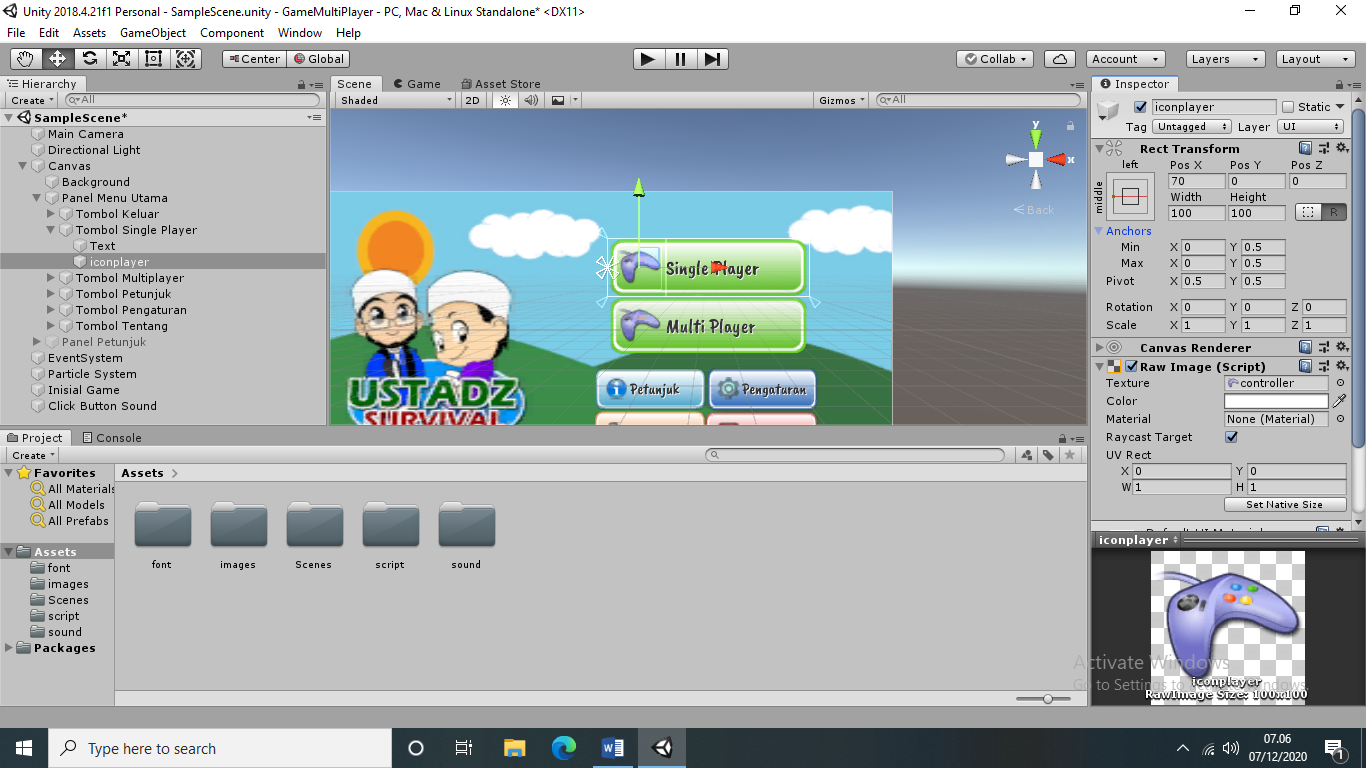 Unity 2018.4.21f1 Personal - SampleScene.unity - GameMultiPlayer - PC, Mac & Linux Standalone* <DX11>
File Edit Assets GameObject Component Window Help
Center Global Collab Account Layers Layout
Hierarchy
Create All
SampleScene*
Main Camera
Directional Light
Canvas
Background
Panel Menu Utama
Tombol Keluar
Tombol Single Player
Text
iconplayer
Tombol Multiplayer
Tombol Petunjuk
Tombol Pengaturan
Tombol Tentang
Panel Petunjuk
EventSystem
Particle System
Inisial Game
Click Button Sound
Scene Game Asset Store
Shaded 2D Gizmos All
y
x
Back
Single Player
Multi Player
Petunjuk Pengaturan
USTADZ
SURVIVAL
Inspector
iconplayer Static
Tag Untagged Layer UI
Rect Transform
left Pos X Pos Y Pos Z
middle 70 0 0
Width Height
100 100 R
Anchors
Min X 0 Y 0.5
Max X 0 Y 0.5
Pivot X 0.5 Y 0.5
Rotation X 0 Y 0 Z 0
Scale X 1 Y 1 Z 1
Canvas Renderer
Raw Image (Script)
Texture controller
Color
Material None (Material)
Raycast Target
UV Rect
X 0 Y 0
W 1 H 1
Set Native Size
iconplayer
iconplayer
RawImage Size: 100x100
Project Console
Create
Favorites
All Materials
All Models
All Prefabs
Assets
font
images
Scenes
script
sound
Packages
Assets
font images Scenes script sound
Activate Windows
Go to Settings to Windows.
Type here to search
07.06
07/12/2020
1